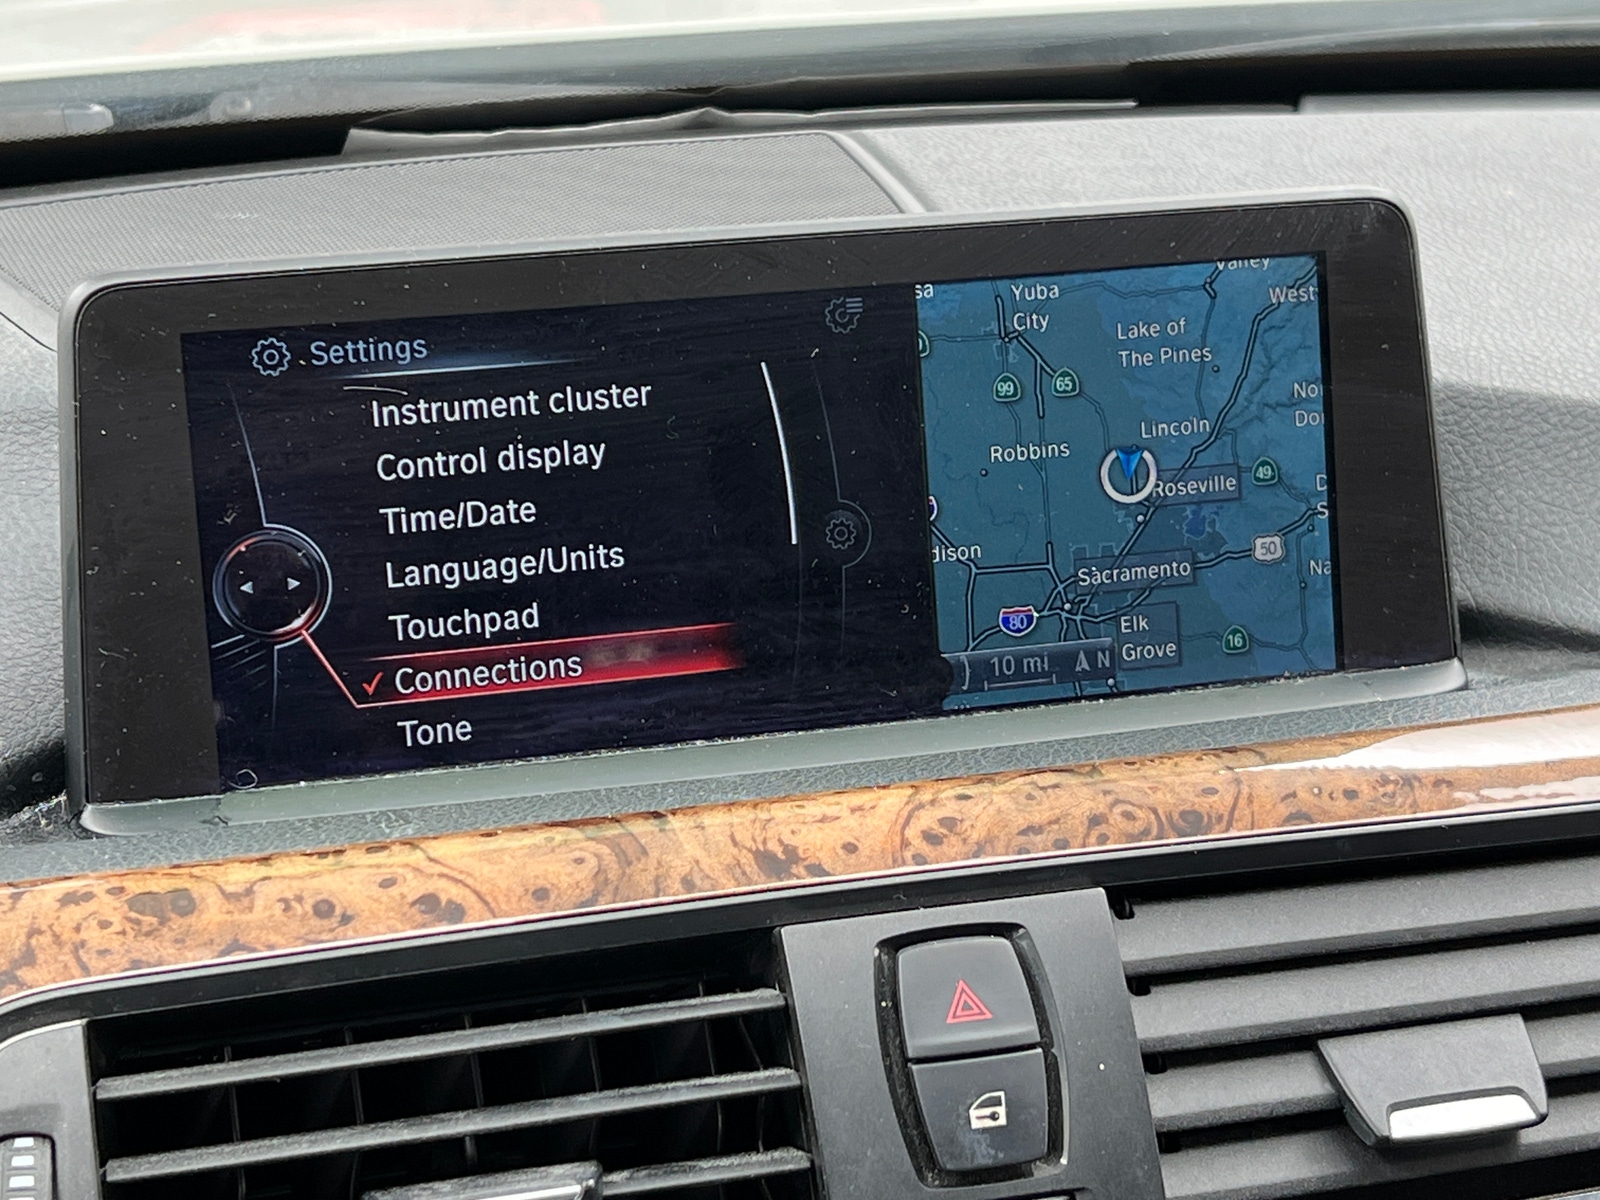 Settings
Instrument cluster
Control display
Time/Date
Language/Units
Touchpad
Connections
Tone
Yuba
City
Lake of
The Pines
Valley
West
99
65
Lincoln
Robbins
Roseville
49
50
Sacramento
80
Elk
Grove
16
10 mi
N